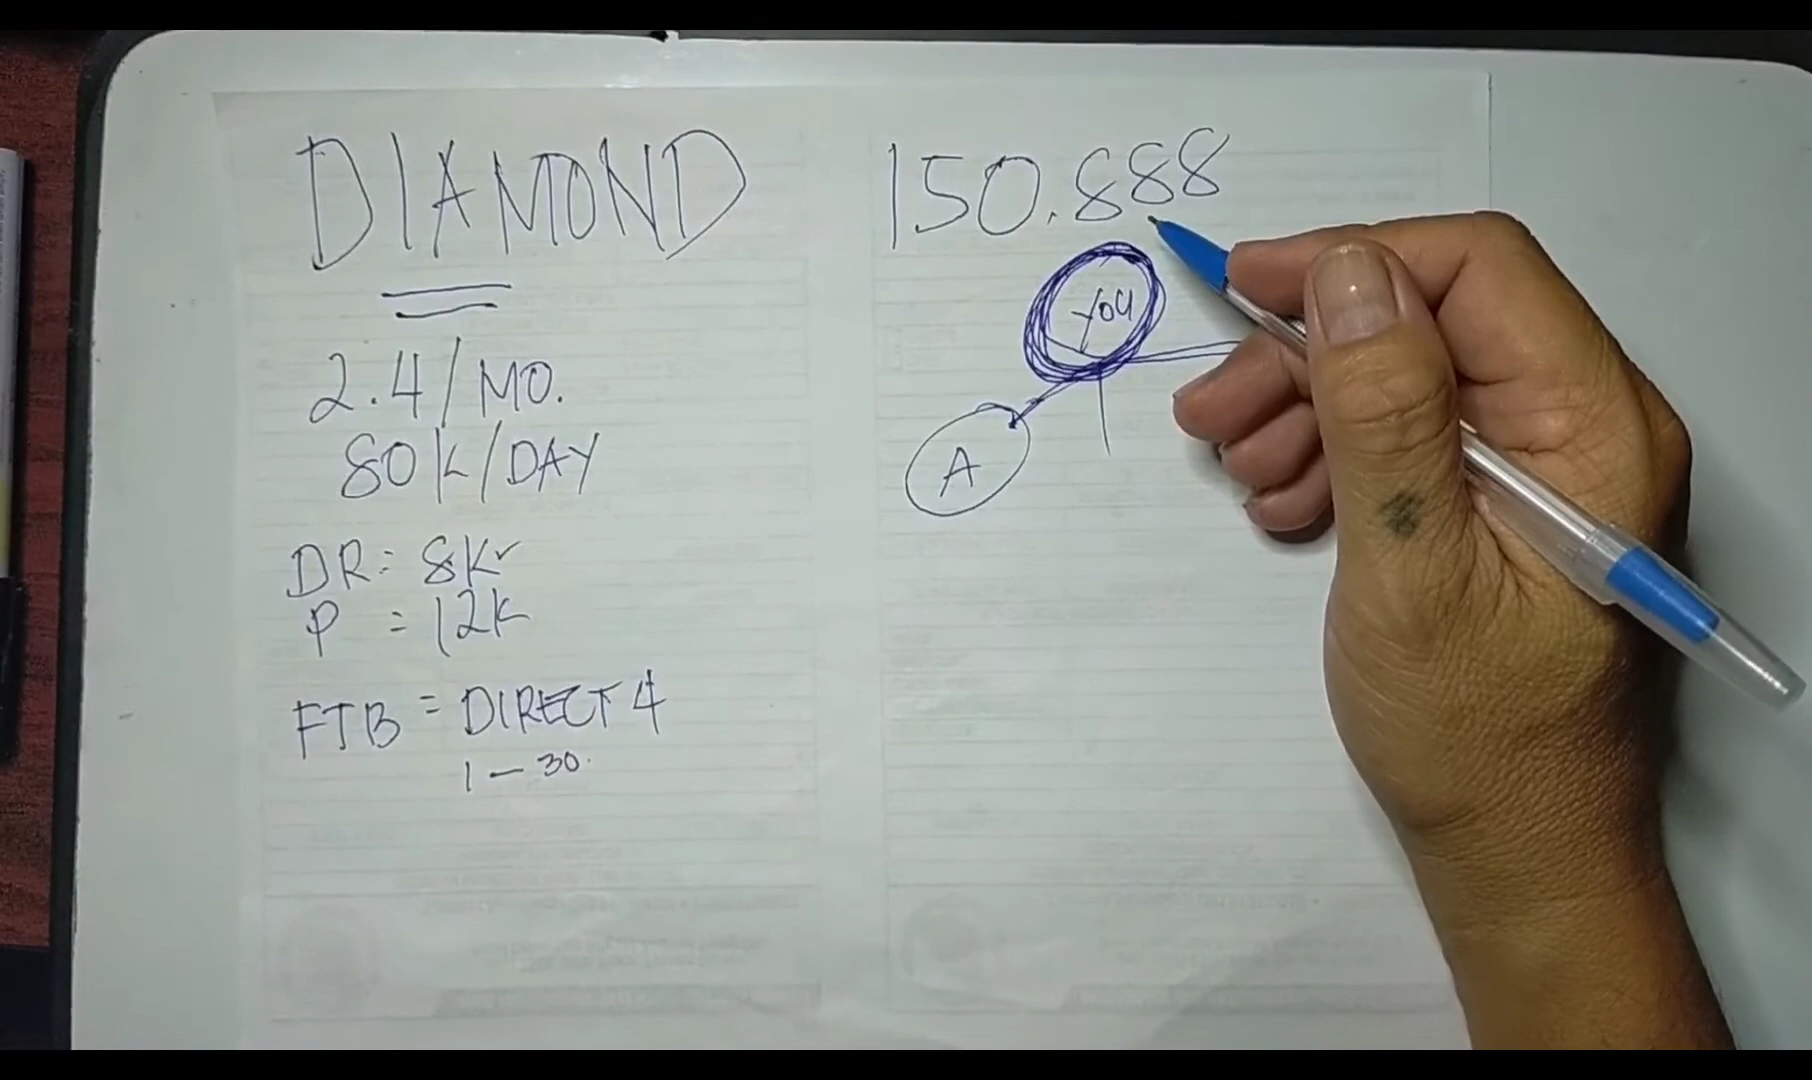 DIAMOND
2.4/MO.
80K/DAY
DR: 8K
P = 12K
FTB = DIRECT 4
1 — 30.
150.888
YOU
A